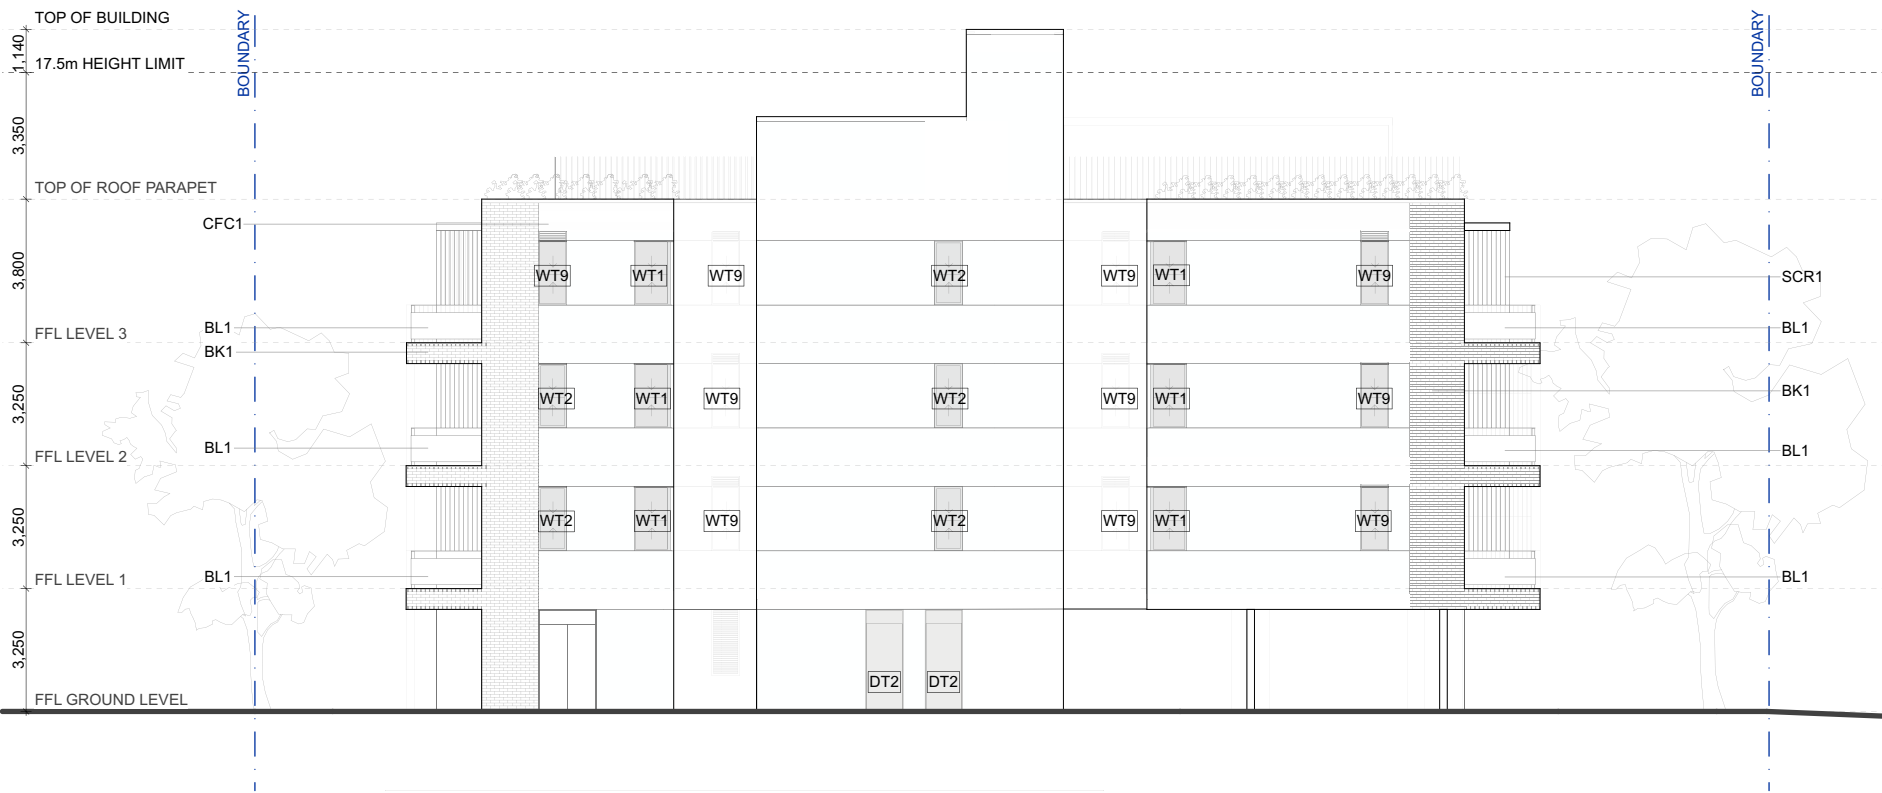 TOP OF BUILDING
BOUNDARY
BOUNDARY
1,140
17.5m HEIGHT LIMIT
3,350
TOP OF ROOF PARAPET
CFC1
3,800
WT9 WT1 WT9 WT2 WT9 WT1 WT9
SCR1
FFL LEVEL 3
BL1
BL1
BK1
3,250
WT2 WT1 WT9 WT2 WT9 WT1 WT9
BK1
FFL LEVEL 2
BL1
BL1
3,250
WT2 WT1 WT9 WT2 WT9 WT1 WT9
FFL LEVEL 1
BL1
BL1
3,250
DT2 DT2
FFL GROUND LEVEL